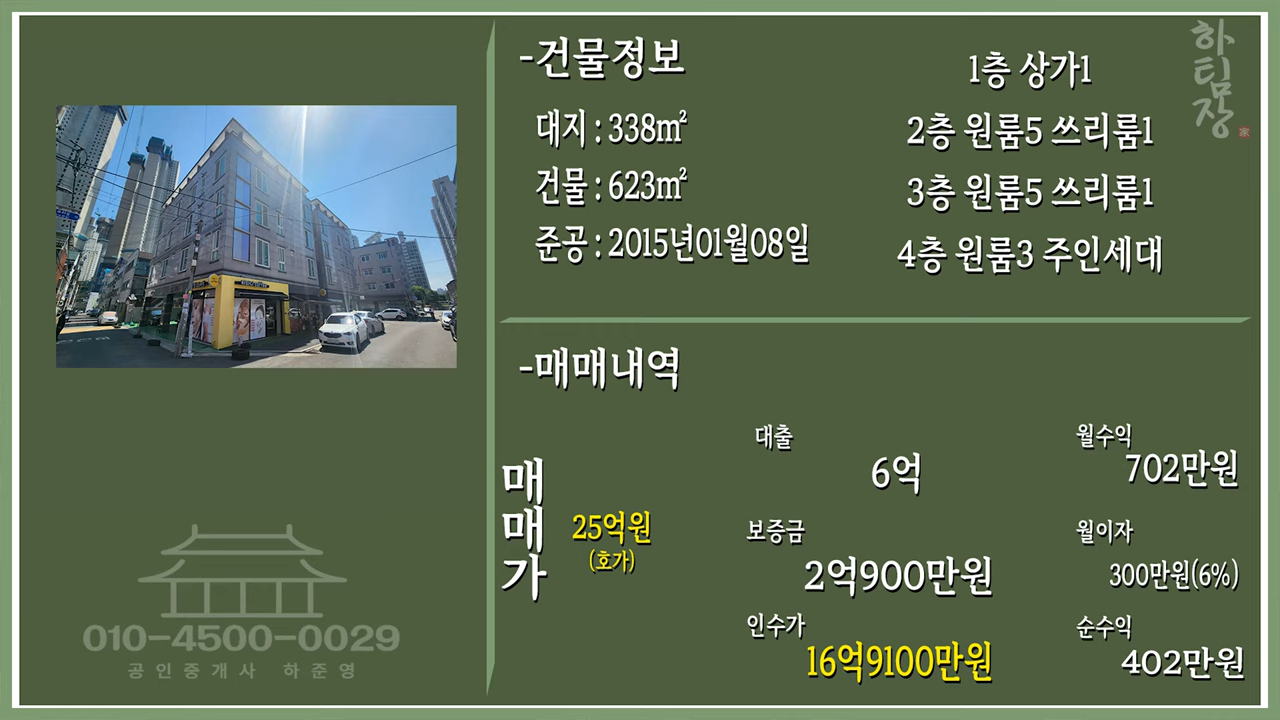 -건물정보
대지 : 338㎡
건물 : 623㎡
준공 : 2015년01월08일
1층 상가1
2층 원룸5 쓰리룸1
3층 원룸5 쓰리룸1
4층 원룸3 주인세대
하팀장
家
-매매내역
매매가
25억원
(호가)
대출
6억
보증금
2억900만원
인수가
16억9100만원
월수익
702만원
월이자
300만원(6%)
순수익
402만원
010-4500-0029
공인중개사 하준영